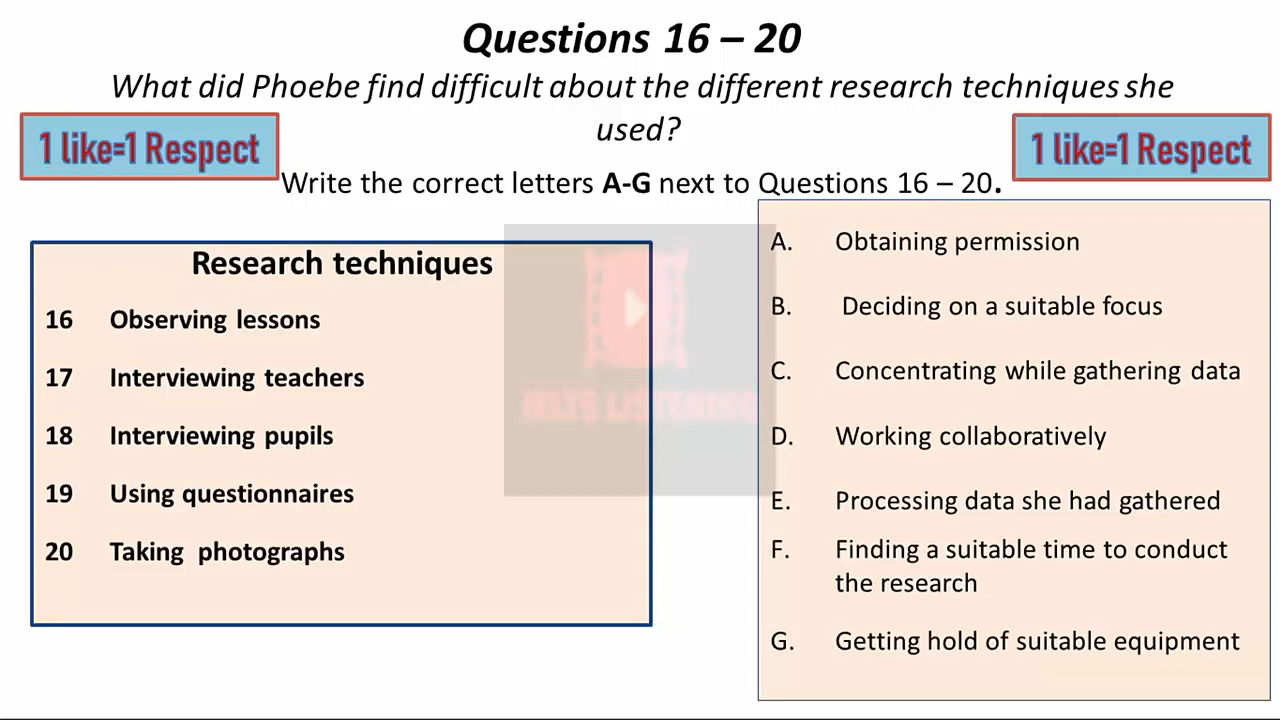 Questions 16 – 20
What did Phoebe find difficult about the different research techniques she
used?
1 like=1 Respect
1 like=1 Respect
Write the correct letters A-G next to Questions 16 – 20.
Research techniques
16 Observing lessons
17 Interviewing teachers
18 Interviewing pupils
19 Using questionnaires
20 Taking photographs
A. Obtaining permission
B. Deciding on a suitable focus
C. Concentrating while gathering data
D. Working collaboratively
E. Processing data she had gathered
F. Finding a suitable time to conduct
the research
G. Getting hold of suitable equipment
IELTS LISTENING